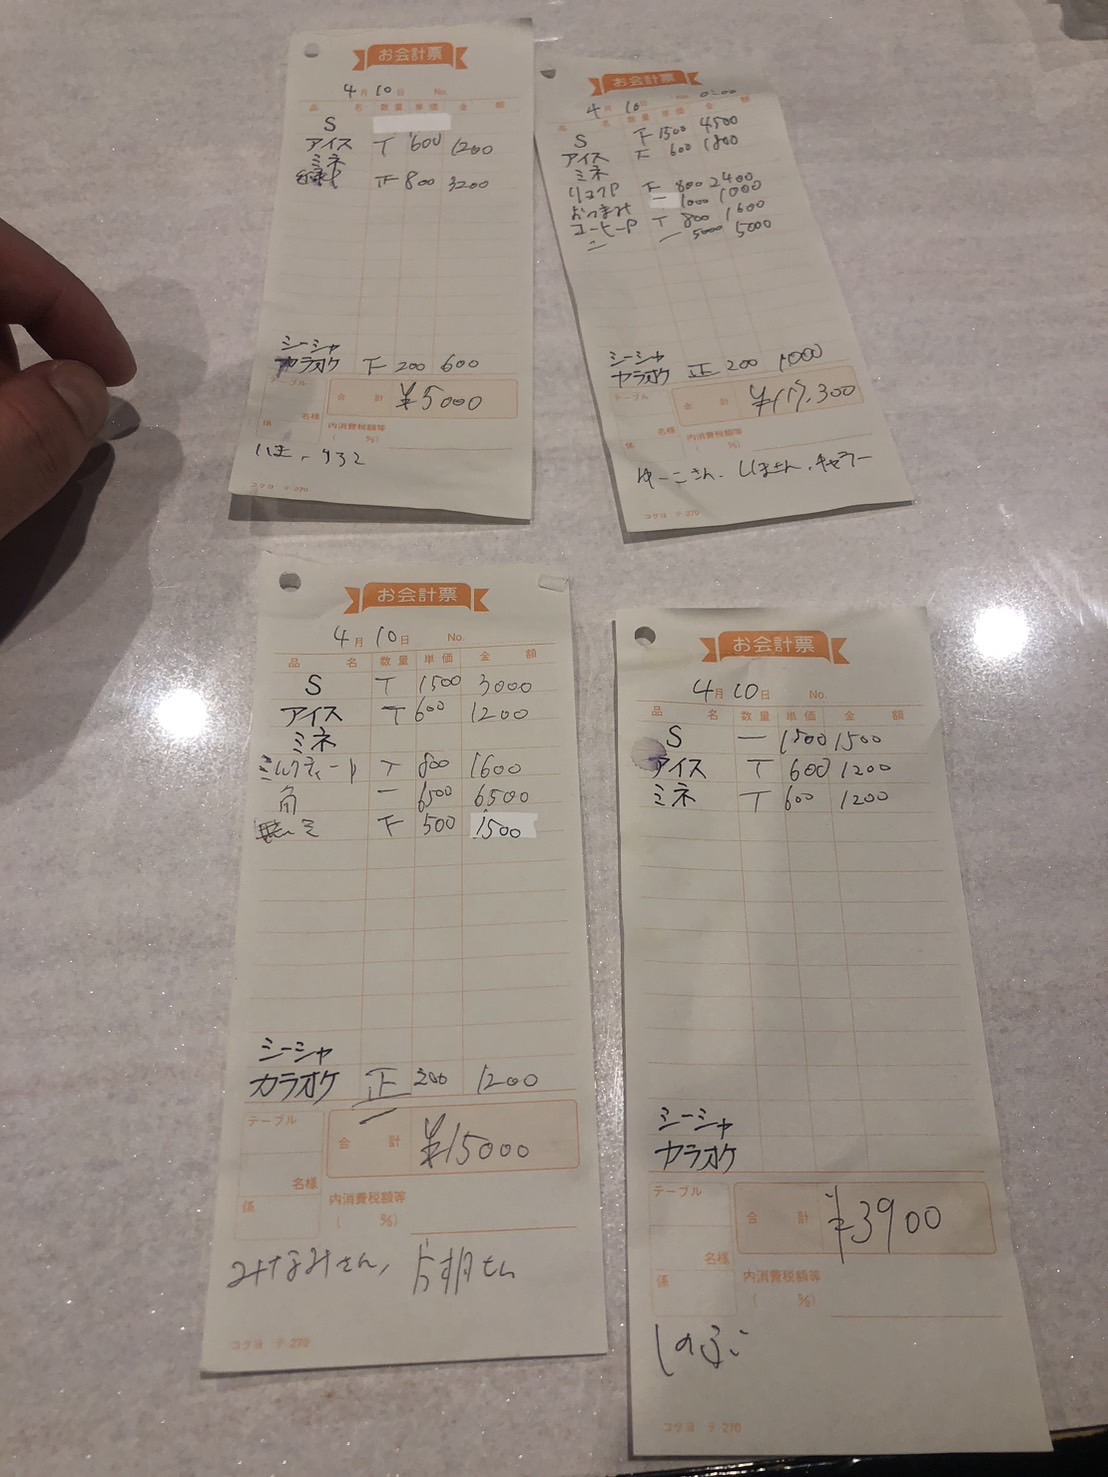 お会計票
4月10日 No.
品 名 数量 単価 金 額
S
アイス T 600 1200
ミネ
下 800 3200
シーシャ
カラオケ 下 200 600
テーブル
会 計 ¥5000
名様
係 内消費税額等
( %)
いま、
コクヨ テ-270
お会計票
4月10日
品 名 数量 単価 金 額
S 下 1500 4500
アイス 下 600 1800
ミネ
リョクP 下 800 2400
おつまみ 一 1000 1000
コーヒーP T 800 1600
〃 一 5000 5000
シーシャ
カラオケ 正 200 1000
テーブル
会 計 ¥17,300
名様
係 内消費税額等
( %)
ゆーこさん、しほさん、キャラー
コクヨ テ-270
お会計票
4月10日 No.
品 名 数量 単価 金 額
S T 1500 3000
アイス T 600 1200
ミネ
ミルクティーP T 800 1600
角 一 6500 6500
下 500 1500
シーシャ
カラオケ 正一 200 1200
テーブル
会 計 ¥15000
名様
係 内消費税額等
( %)
みなみさん,
コクヨ テ-270
お会計票
4月10日 No.
品 名 数量 単価 金 額
S 一 1500 1500
アイス T 600 1200
ミネ T 600 1200
シーシャ
カラオケ
テーブル
会 計 ¥3900
名様
係 内消費税額等
( %)
しのぶ
コクヨ テ-270